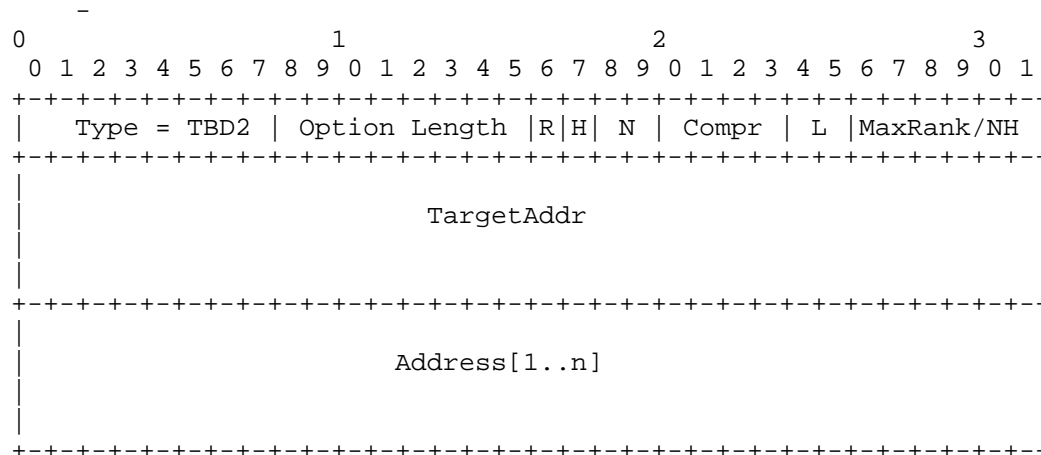 _
0                   1                   2                   3
 0 1 2 3 4 5 6 7 8 9 0 1 2 3 4 5 6 7 8 9 0 1 2 3 4 5 6 7 8 9 0 1
+-+-+-+-+-+-+-+-+-+-+-+-+-+-+-+-+-+-+-+-+-+-+-+-+-+-+-+-+-+-+-+--
|   Type = TBD2 | Option Length |R|H| N | Compr | L |MaxRank/NH
+-+-+-+-+-+-+-+-+-+-+-+-+-+-+-+-+-+-+-+-+-+-+-+-+-+-+-+-+-+-+-+--
|
|                         TargetAddr
|
|
+-+-+-+-+-+-+-+-+-+-+-+-+-+-+-+-+-+-+-+-+-+-+-+-+-+-+-+-+-+-+-+--
|
|                       Address[1..n]
|
|
+-+-+-+-+-+-+-+-+-+-+-+-+-+-+-+-+-+-+-+-+-+-+-+-+-+-+-+-+-+-+-+--